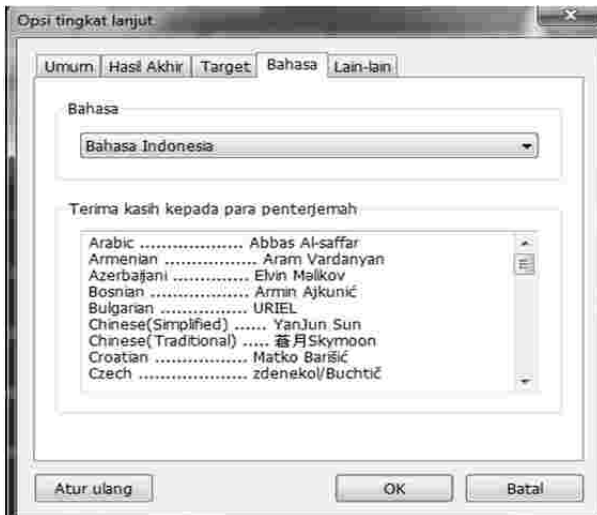 Opsi tingkat lanjut
Umum Hasil Akhir Target Bahasa Lain-lain
Bahasa
Bahasa Indonesia
Terima kasih kepada para penterjemah
Arabic ................... Abbas Al-saffar
Armenian ................ Aram Vardanyan
Azerbaijani ............. Elvin Məlikov
Bosnian ................. Armin Ajkunić
Bulgarian ............... URIEL
Chinese(Simplified) ...... YanJun Sun
Chinese(Traditional) ..... 蒼月Skymoon
Croatian ................. Matko Barišić
Czech ................... zdenekol/Buchtič
Atur ulang OK Batal